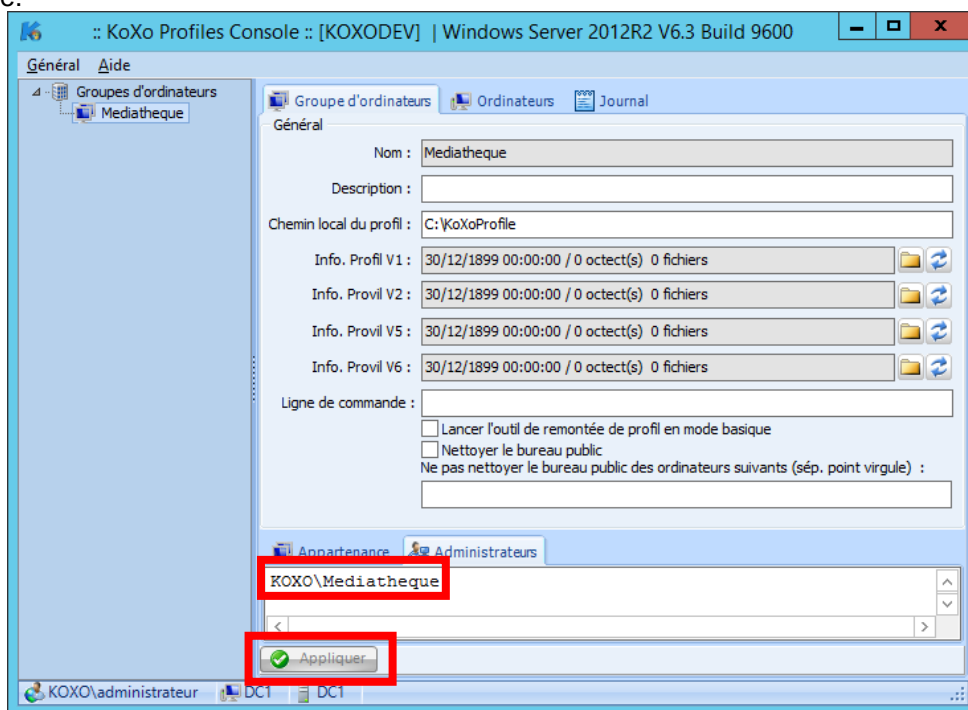 e.
:: KoXo Profiles Console :: [KOXODEV] | Windows Server 2012R2 V6.3 Build 9600
Général Aide
Groupes d'ordinateurs
Mediatheque
Groupe d'ordinateurs Ordinateurs Journal
Général
Nom : Mediatheque
Description :
Chemin local du profil : C:\KoXoProfile
Info. Profil V1 : 30/12/1899 00:00:00 / 0 octect(s) 0 fichiers
Info. Provil V2 : 30/12/1899 00:00:00 / 0 octect(s) 0 fichiers
Info. Provil V5 : 30/12/1899 00:00:00 / 0 octect(s) 0 fichiers
Info. Provil V6 : 30/12/1899 00:00:00 / 0 octect(s) 0 fichiers
Ligne de commande :
Lancer l'outil de remontée de profil en mode basique
Nettoyer le bureau public
Ne pas nettoyer le bureau public des ordinateurs suivants (sép. point virgule) :
Appartenance Administrateurs
KOXO\Mediatheque
Appliquer
KOXO\administrateur DC1 DC1